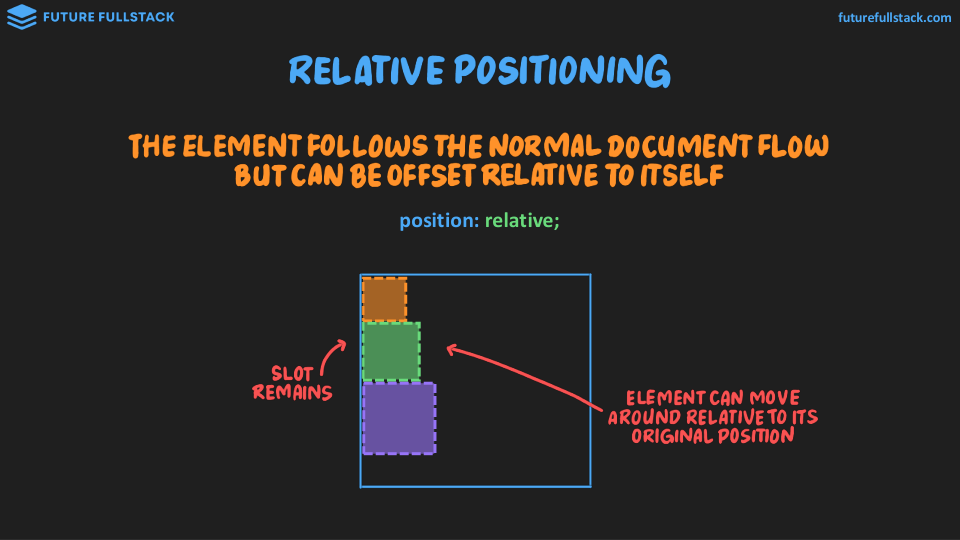 FUTURE FULLSTACK
futurefullstack.com
RELATIVE POSITIONING
THE ELEMENT FOLLOWS THE NORMAL DOCUMENT FLOW
BUT CAN BE OFFSET RELATIVE TO ITSELF
position: relative;
SLOT
REMAINS
ELEMENT CAN MOVE
AROUND RELATIVE TO ITS
ORIGINAL POSITION